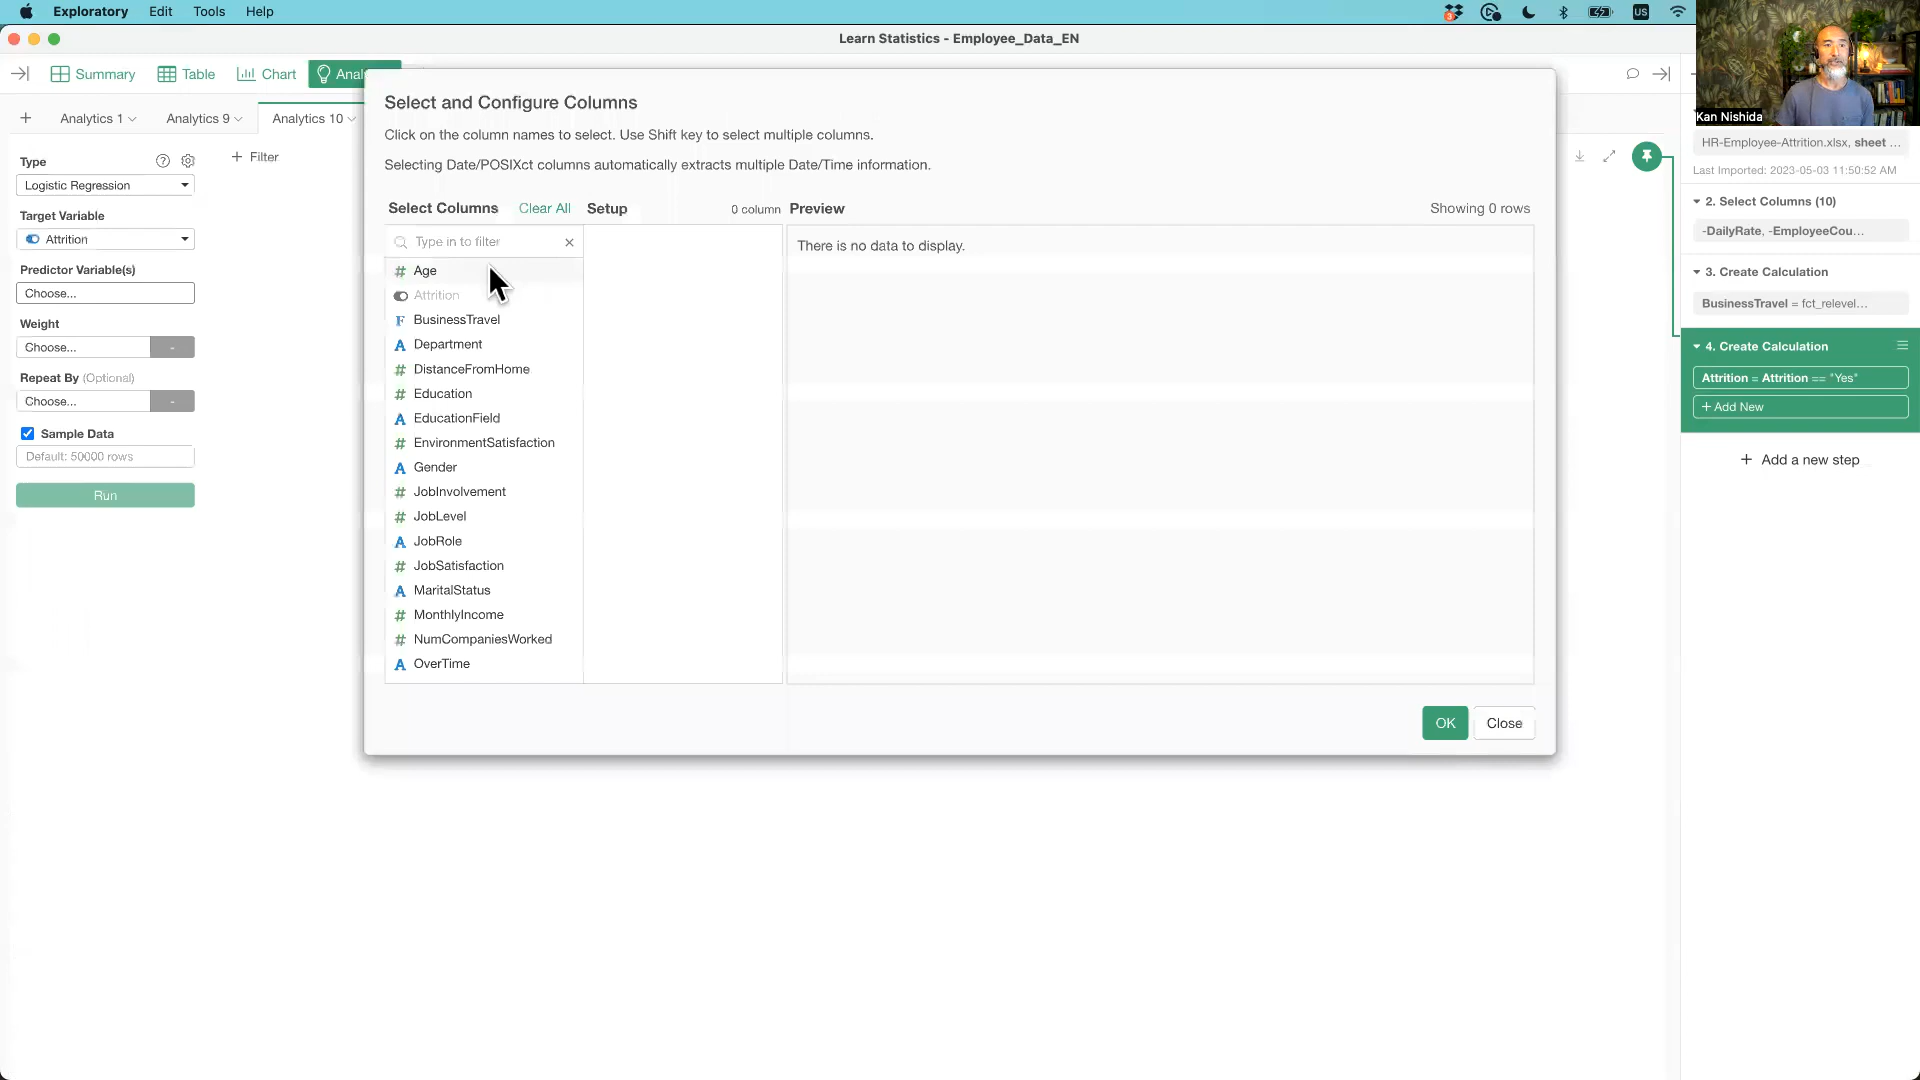 Exploratory Edit Tools Help
3 US
Learn Statistics - Employee_Data_EN
Summary Table Chart
Analytics 1 Analytics 9 Analytics 10
Type
Logistic Regression
Target Variable
Attrition
Predictor Variable(s)
Choose...
Weight
Choose... -
Repeat By (Optional)
Choose... -
Sample Data
Default: 50000 rows
Run
+ Filter
Select and Configure Columns
Click on the column names to select. Use Shift key to select multiple columns.
Selecting Date/POSIXct columns automatically extracts multiple Date/Time information.
Select Columns Clear All
Type in to filter
# Age
Attrition
F BusinessTravel
A Department
# DistanceFromHome
# Education
A EducationField
# EnvironmentSatisfaction
A Gender
# JobInvolvement
# JobLevel
A JobRole
# JobSatisfaction
A MaritalStatus
# MonthlyIncome
# NumCompaniesWorked
A OverTime
Setup 0 column
Preview Showing 0 rows
There is no data to display.
OK Close
Kan Nishida
HR-Employee-Attrition.xlsx, sheet ...
Last Imported: 2023-05-03 11:50:52 AM
2. Select Columns (10)
-DailyRate, -EmployeeCou...
3. Create Calculation
BusinessTravel = fct_relevel...
4. Create Calculation
Attrition = Attrition == "Yes"
+ Add New
+ Add a new step